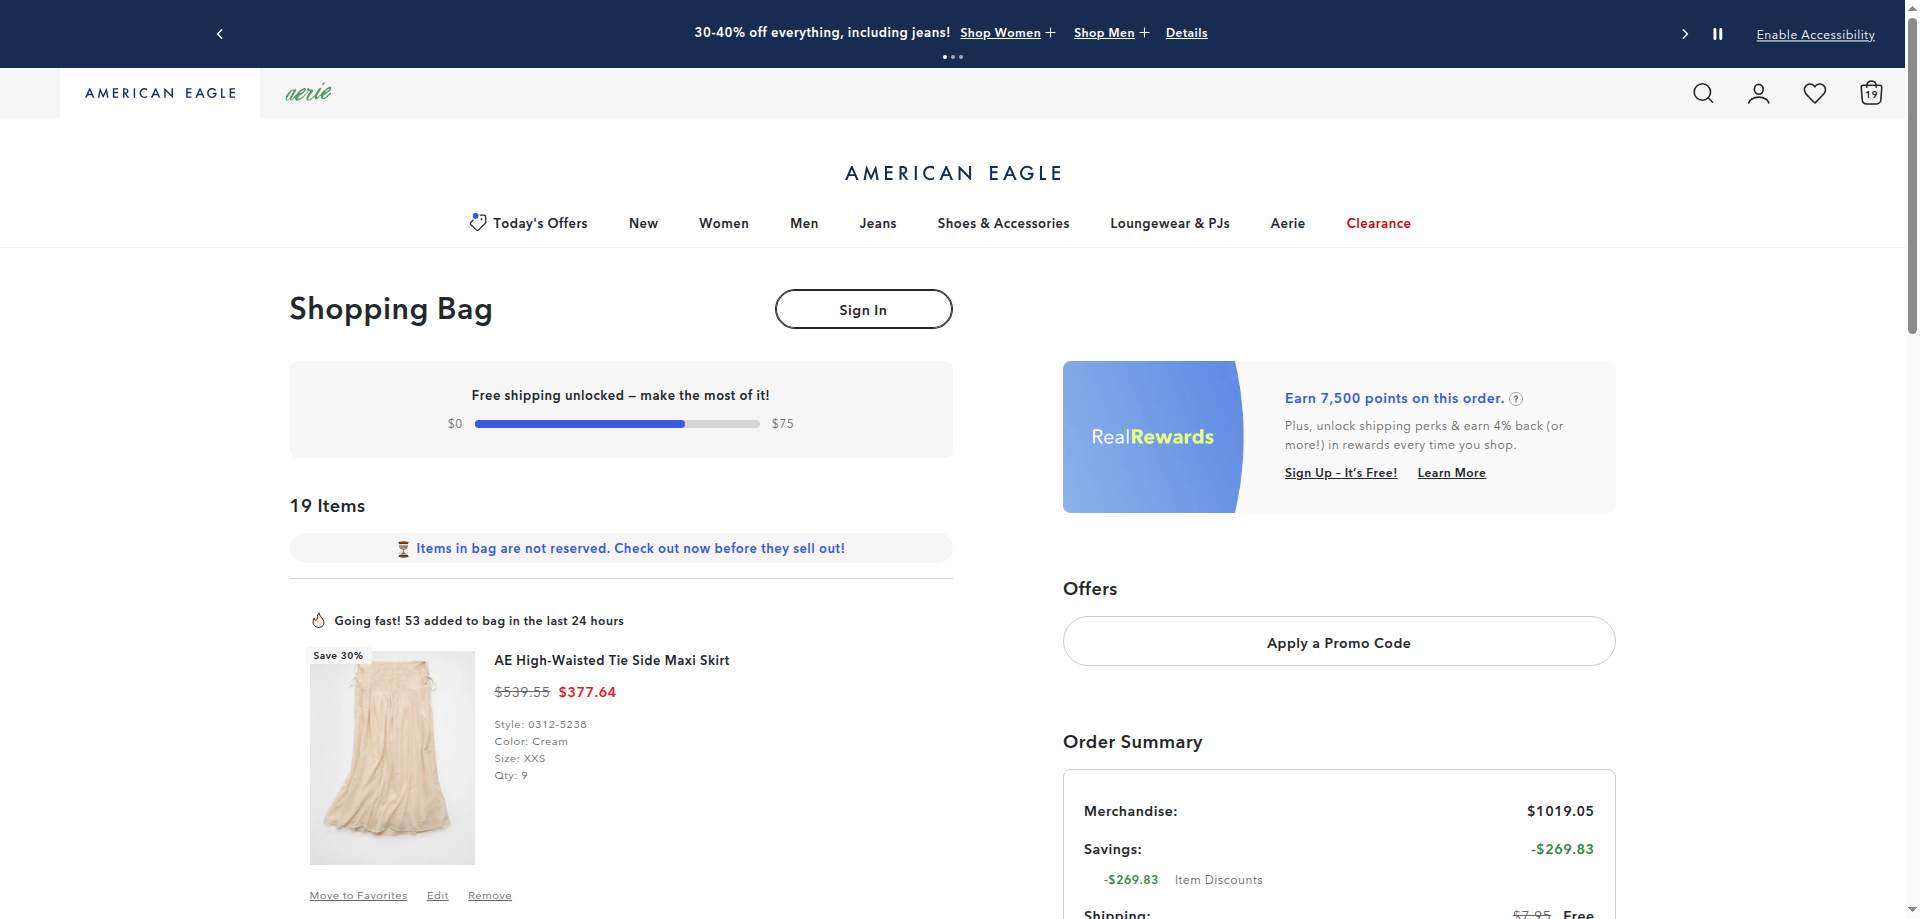 30-40% off everything, including jeans! Shop Women + Shop Men + Details
Enable Accessibility
AMERICAN EAGLE
aerie
19
AMERICAN EAGLE
Today's Offers New Women Men Jeans Shoes & Accessories Loungewear & PJs Aerie Clearance
Shopping Bag
Sign In
Free shipping unlocked – make the most of it!
$0 $75
19 Items
Items in bag are not reserved. Check out now before they sell out!
Going fast! 53 added to bag in the last 24 hours
Save 30%
AE High-Waisted Tie Side Maxi Skirt
$539.55 $377.64
Style: 0312-5238
Color: Cream
Size: XXS
Qty: 9
Move to Favorites Edit Remove
RealRewards
Earn 7,500 points on this order. ?
Plus, unlock shipping perks & earn 4% back (or
more!) in rewards every time you shop.
Sign Up – It's Free! Learn More
Offers
Apply a Promo Code
Order Summary
Merchandise: $1019.05
Savings: -$269.83
-$269.83 Item Discounts
Shipping: $7.95 Free